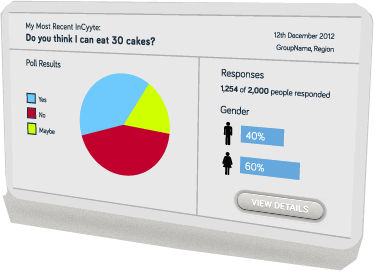 My Most Recent InCyyte:
Do you think I can eat 30 cakes?
12th December 2012
GroupName, Region
Poll Results
Yes
No
Maybe
Responses
1,254 of 2,000 people responded
Gender
40%
60%
VIEW DETAILS